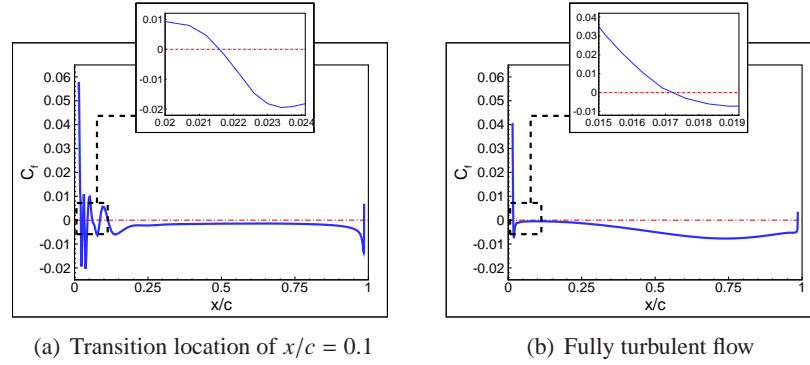 0.01
0
-0.01
-0.02
0.02 0.021 0.022 0.023 0.024
0.06
0.05
0.04
0.03
0.02
0.01
0
-0.01
-0.02
C_f
0 0.25 0.5 0.75 1
x/c
(a) Transition location of x/c = 0.1
0.04
0.03
0.02
0.01
0
-0.01
0.015 0.016 0.017 0.018 0.019
0.06
0.05
0.04
0.03
0.02
0.01
0
-0.01
-0.02
C_f
0 0.25 0.5 0.75 1
x/c
(b) Fully turbulent flow